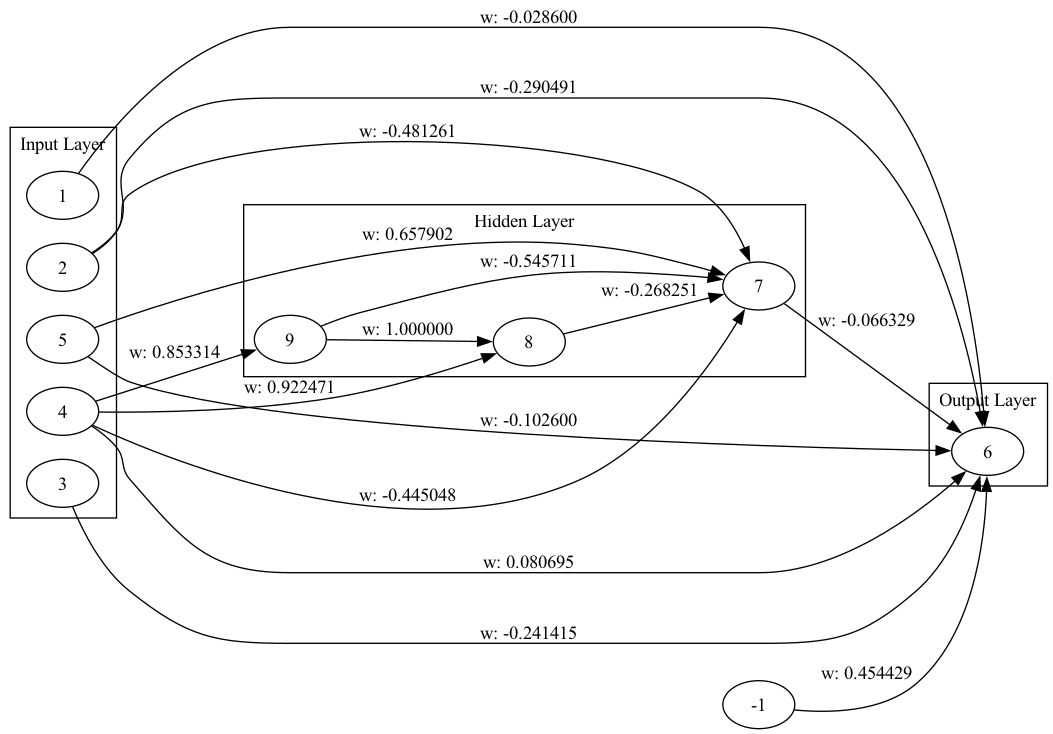 w: -0.028600
w: -0.290491
w: -0.481261
Input Layer
1
Hidden Layer
w: 0.657902
w: -0.545711
2
w: -0.268251
7
w: 1.000000
w: -0.066329
5
9
8
w: 0.853314
w: 0.922471
Output Layer
4
w: -0.102600
6
3
w: -0.445048
w: 0.080695
w: -0.241415
w: 0.454429
-1